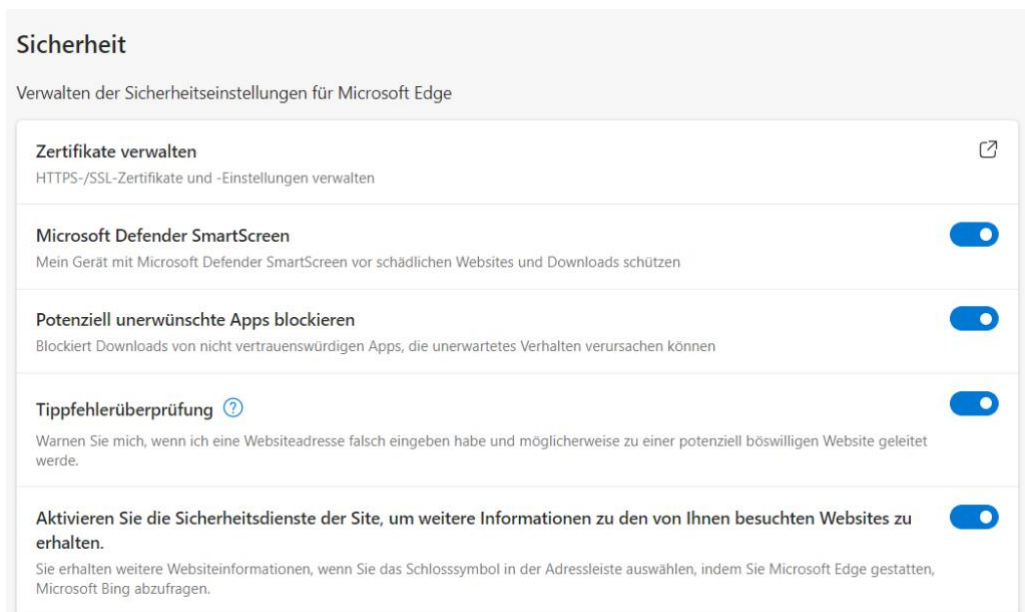 Sicherheit
Verwalten der Sicherheitseinstellungen für Microsoft Edge
Zertifikate verwalten
HTTPS-/SSL-Zertifikate und -Einstellungen verwalten
Microsoft Defender SmartScreen
Mein Gerät mit Microsoft Defender SmartScreen vor schädlichen Websites und Downloads schützen
Potenziell unerwünschte Apps blockieren
Blockiert Downloads von nicht vertrauenswürdigen Apps, die unerwartetes Verhalten verursachen können
Tippfehlerüberprüfung ?
Warnen Sie mich, wenn ich eine Websiteadresse falsch eingeben habe und möglicherweise zu einer potenziell böswilligen Website geleitet
werde.
Aktivieren Sie die Sicherheitsdienste der Site, um weitere Informationen zu den von Ihnen besuchten Websites zu
erhalten.
Sie erhalten weitere Websiteinformationen, wenn Sie das Schlosssymbol in der Adressleiste auswählen, indem Sie Microsoft Edge gestatten,
Microsoft Bing abzufragen.